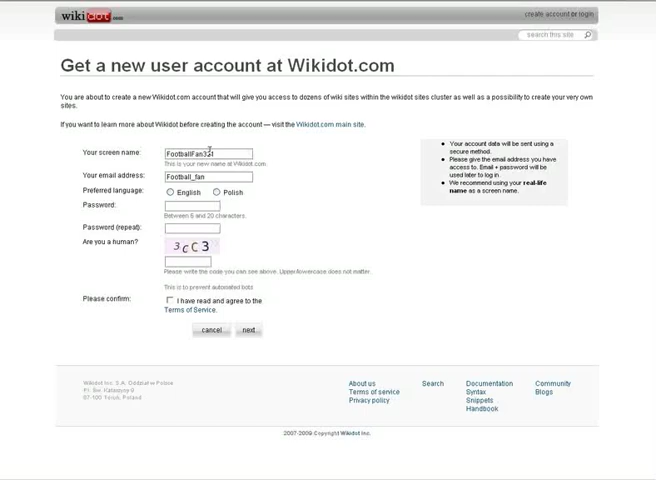 wikidot.com
create account or login
search this site
Get a new user account at Wikidot.com
You are about to create a new Wikidot.com account that will give you access to dozens of wiki sites within the wikidot sites cluster as well as a possibility to create your very own
sites.
If you want to learn more about Wikidot before creating the account — visit the Wikidot.com main site.
Your screen name:
FootballFan321
This is your new name at Wikidot.com
Your email address:
Football_fan
Preferred language:
English
Polish
Password:
Between 6 and 20 characters.
Password (repeat):
Are you a human?
3cC3
Please write the code you can see above. Upper/lowercase does not matter.
This is to prevent automated bots
Please confirm:
I have read and agree to the
Terms of Service.
cancel
next
Your account data will be sent using a
secure method.
Please give the email address you have
access to. Email + password will be
used later to log in.
We recommend using your real-life
name as a screen name.
Wikidot Inc. S.A. Oddział w Polsce
Pl. Św. Katarzyny 9
87-100 Toruń, Poland
About us
Terms of service
Privacy policy
Search
Documentation
Syntax
Snippets
Handbook
Community
Blogs
2007-2009 Copyright Wikidot Inc.